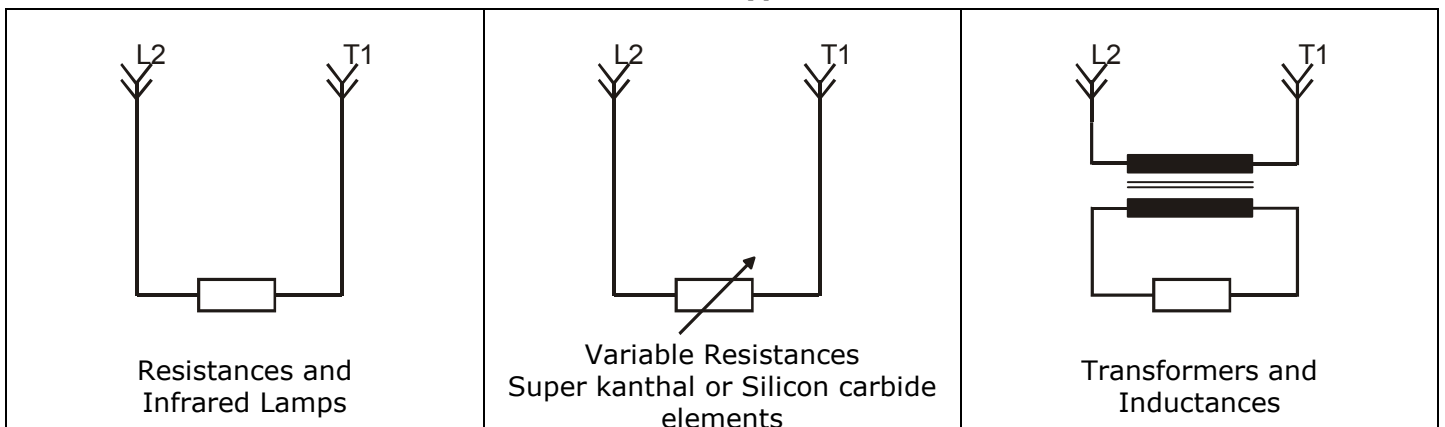 L2 T1
Resistances and
Infrared Lamps
L2 T1
Variable Resistances
Super kanthal or Silicon carbide
elements
L2 T1
Transformers and
Inductances